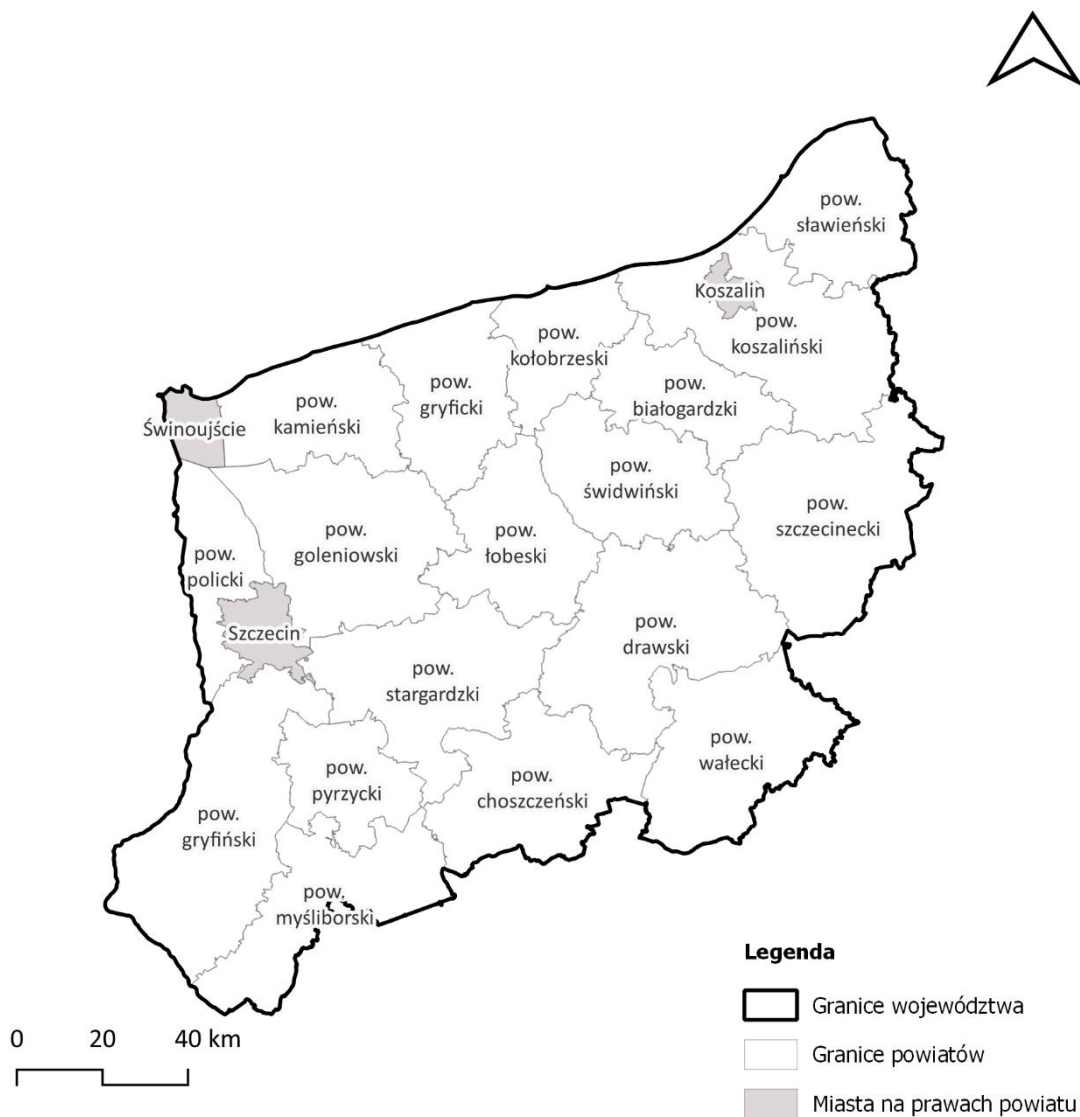 pow.
sławieński
Koszalin
pow.
koszaliński
pow.
kołobrzeski
pow.
gryficki
pow.
białogardzki
pow.
kamieński
Świnoujście
pow.
świdwiński
pow.
szczecinecki
pow.
goleniowski
pow.
łobeski
pow.
policki
Szczecin
pow.
drawski
pow.
stargardzki
pow.
wałecki
pow.
pyrzycki
pow.
choszczeński
pow.
gryfiński
pow.
myśliborski
Legenda
Granice województwa
Granice powiatów
Miasta na prawach powiatu
0 20 40 km